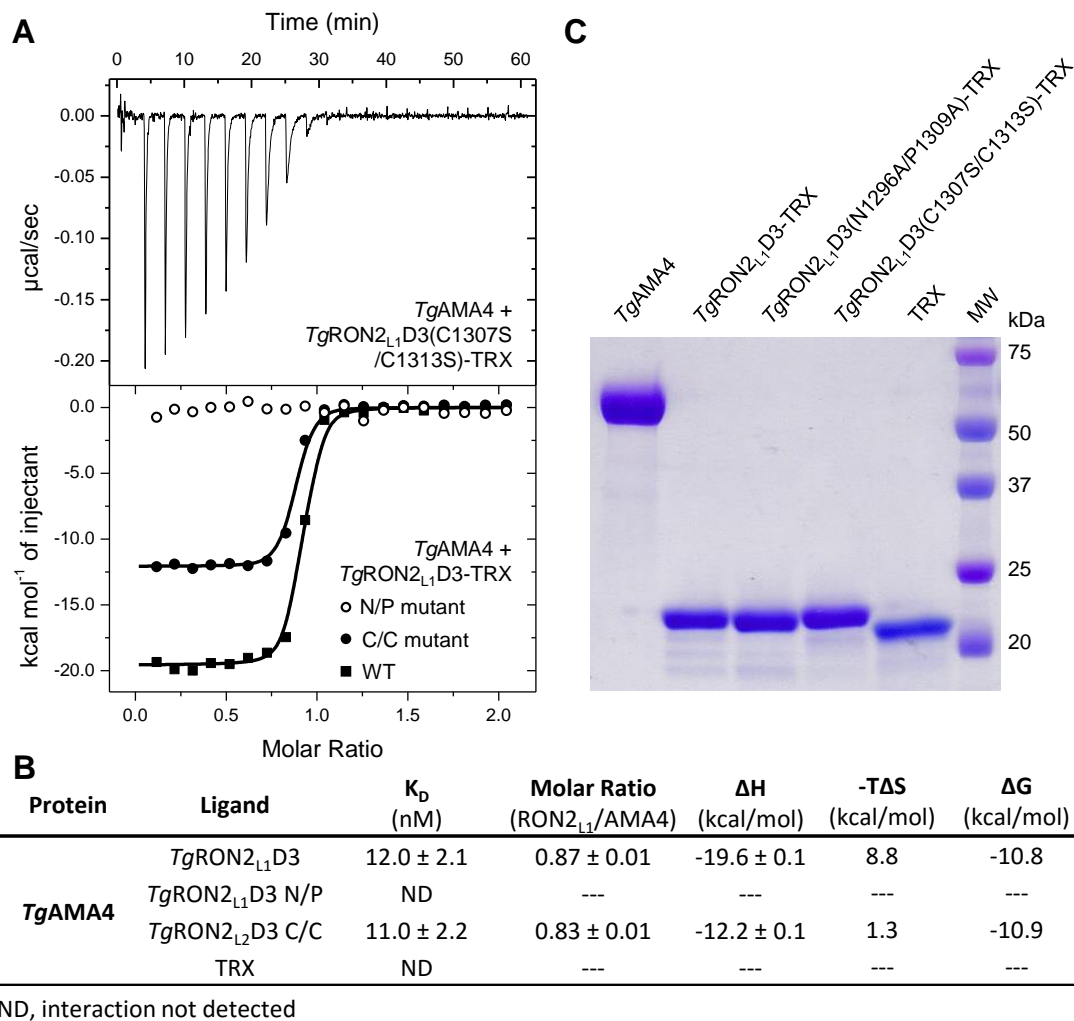 A
Time (min)
0 10 20 30 40 50 60
0.00
-0.05
-0.10
-0.15
-0.20
µcal/sec
TgAMA4 +
TgRON2L1D3(C1307S
/C1313S)-TRX
0.0
-5.0
-10.0
-15.0
-20.0
kcal mol-1 of injectant
TgAMA4 +
TgRON2L1D3-TRX
N/P mutant
C/C mutant
WT
0.0 0.5 1.0 1.5 2.0
Molar Ratio
C
TgAMA4
TgRON2L1D3-TRX
TgRON2L1D3(N1296A/P1309A)-TRX
TgRON2L1D3(C1307S/C1313S)-TRX
TRX
MW
kDa
75
50
37
25
20
B
Protein Ligand KD (nM) Molar Ratio (RON2L1/AMA4) ΔH (kcal/mol) -TΔS (kcal/mol) ΔG (kcal/mol)
TgAMA4
TgRON2L1D3 12.0 ± 2.1 0.87 ± 0.01 -19.6 ± 0.1 8.8 -10.8
TgRON2L1D3 N/P ND --- --- --- ---
TgRON2L2D3 C/C 11.0 ± 2.2 0.83 ± 0.01 -12.2 ± 0.1 1.3 -10.9
TRX ND --- --- --- ---
ND, interaction not detected